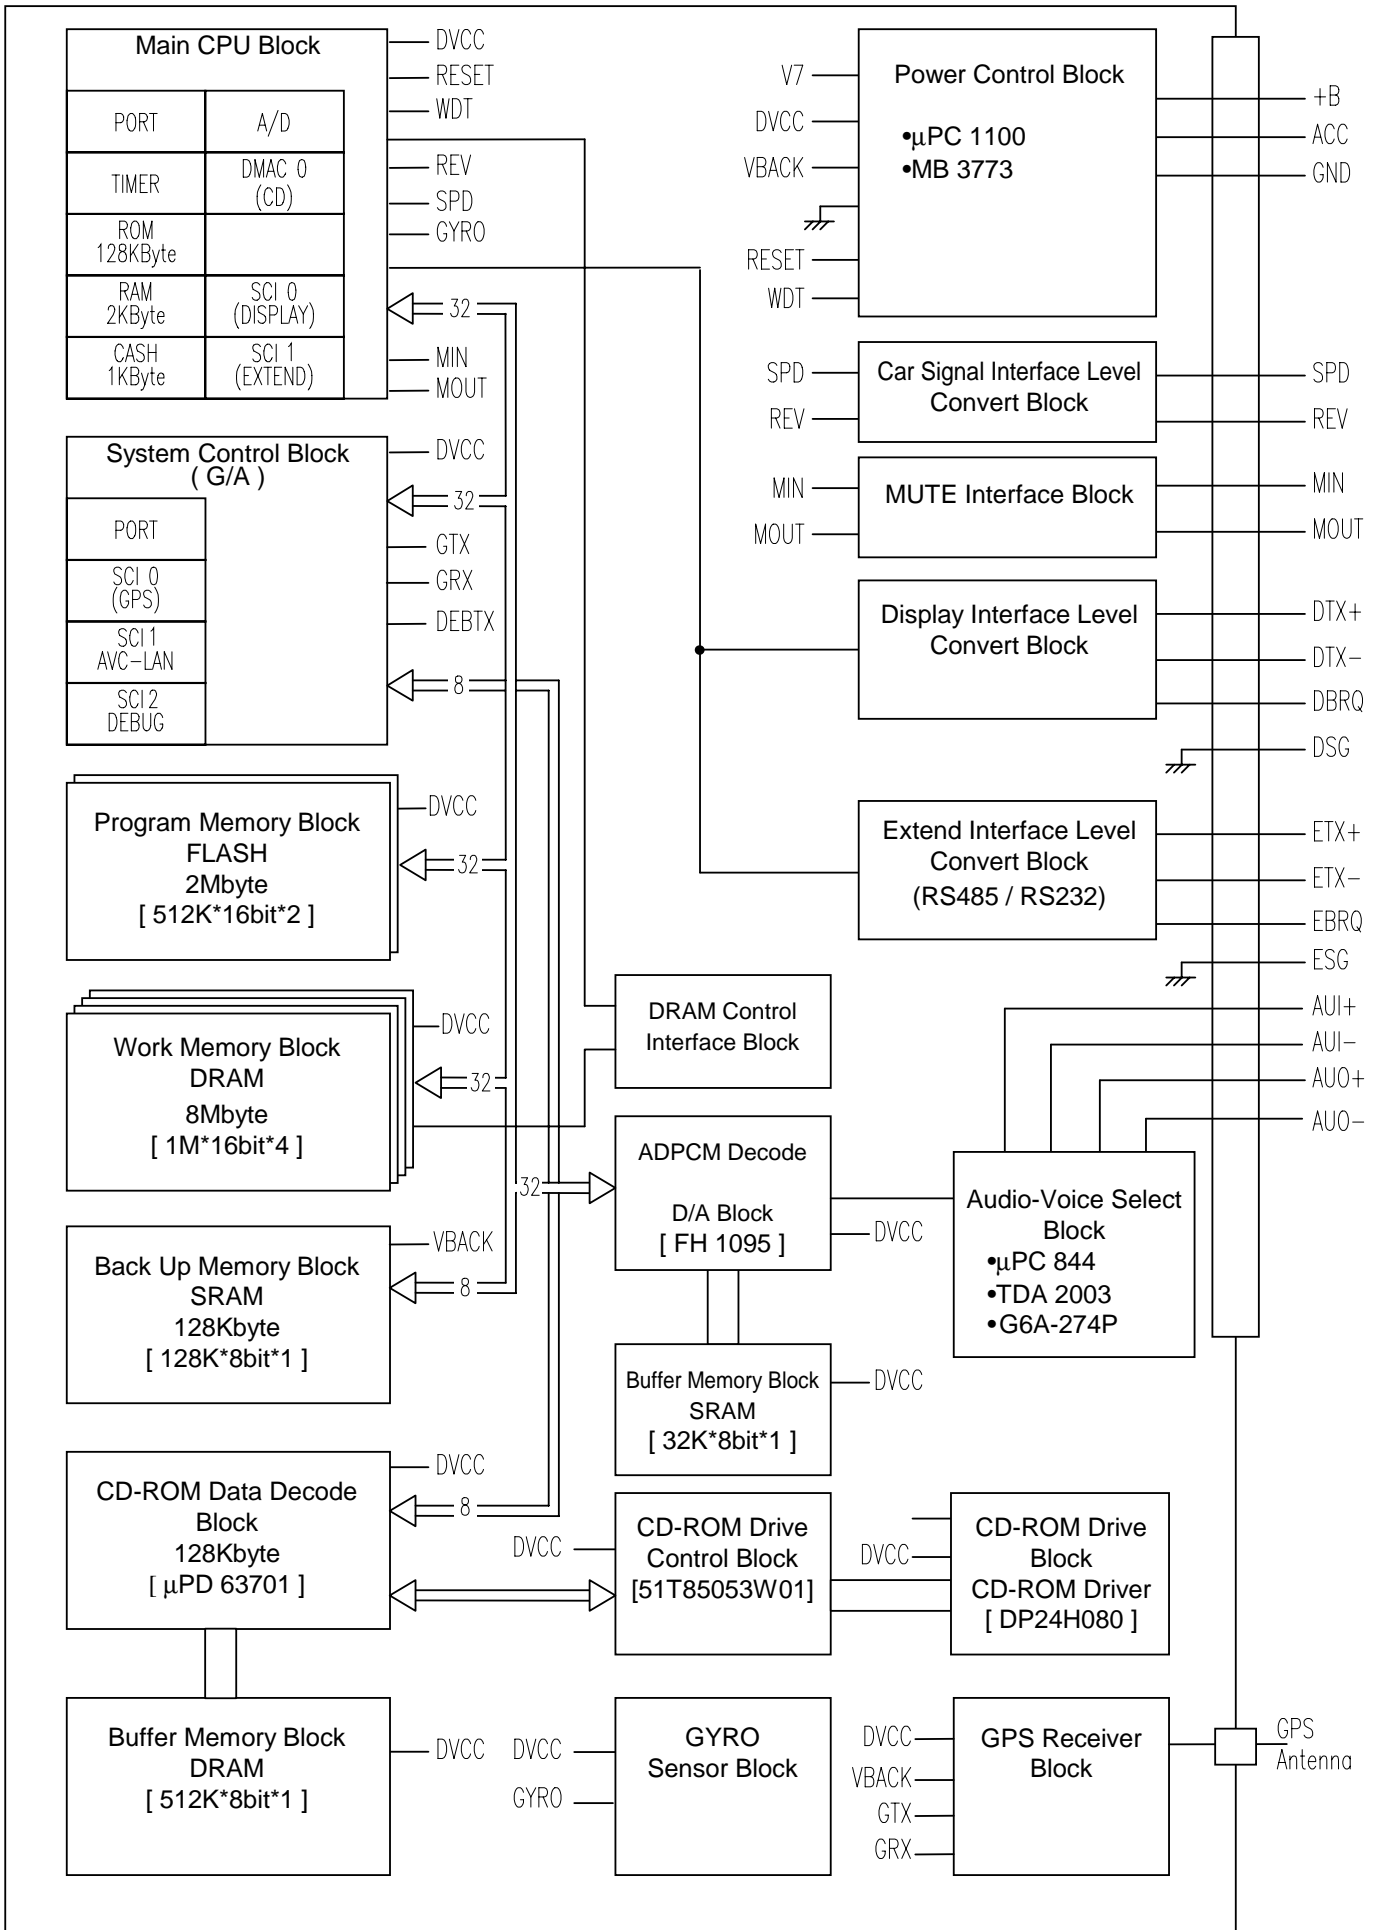 Main CPU Block
PORT
A/D
TIMER
DMAC 0
(CD)
ROM
128KByte
RAM
2KByte
SCI 0
(DISPLAY)
CASH
1KByte
SCI 1
(EXTEND)
DVCC
RESET
WDT
REV
SPD
GYRO
32
MIN
MOUT
System Control Block
( G/A )
PORT
SCI 0
(GPS)
SCI 1
AVC-LAN
SCI 2
DEBUG
DVCC
32
GTX
GRX
DEBTX
8
Program Memory Block
FLASH
2Mbyte
[ 512K*16bit*2 ]
DVCC
32
Work Memory Block
DRAM
8Mbyte
[ 1M*16bit*4 ]
DVCC
32
32
Back Up Memory Block
SRAM
128Kbyte
[ 128K*8bit*1 ]
VBACK
8
CD-ROM Data Decode
Block
128Kbyte
[ µPD 63701 ]
DVCC
8
Buffer Memory Block
DRAM
[ 512K*8bit*1 ]
DVCC
V7
DVCC
VBACK
RESET
WDT
Power Control Block
•µPC 1100
•MB 3773
+B
ACC
GND
SPD
REV
Car Signal Interface Level
Convert Block
SPD
REV
MIN
MOUT
MUTE Interface Block
MIN
MOUT
Display Interface Level
Convert Block
DTX+
DTX-
DBRQ
DSG
Extend Interface Level
Convert Block
(RS485 / RS232)
ETX+
ETX-
EBRQ
ESG
AUI+
AUI-
AUO+
AUO-
DRAM Control
Interface Block
ADPCM Decode
D/A Block
[ FH 1095 ]
DVCC
Audio-Voice Select
Block
•µPC 844
•TDA 2003
•G6A-274P
Buffer Memory Block
SRAM
[ 32K*8bit*1 ]
DVCC
DVCC
CD-ROM Drive
Control Block
[51T85053W01]
DVCC
CD-ROM Drive
Block
CD-ROM Driver
[ DP24H080 ]
DVCC
GYRO
GYRO
Sensor Block
DVCC
VBACK
GTX
GRX
GPS Receiver
Block
GPS
Antenna